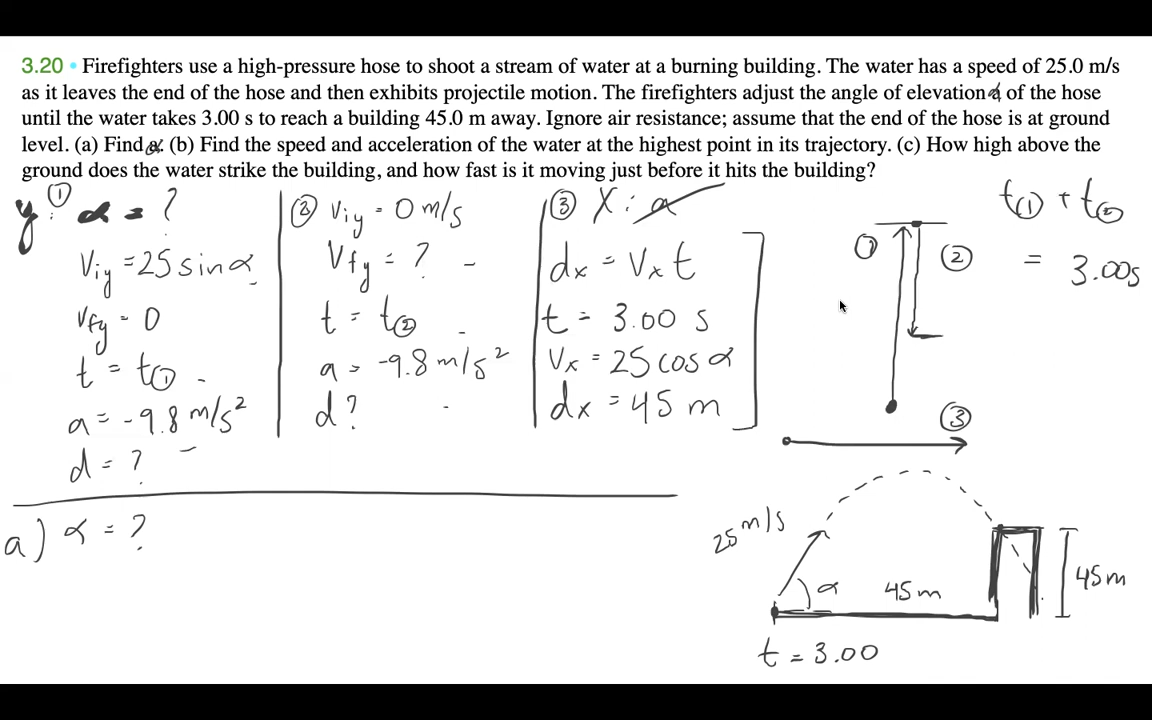 3.20 • Firefighters use a high-pressure hose to shoot a stream of water at a burning building. The water has a speed of 25.0 m/s
as it leaves the end of the hose and then exhibits projectile motion. The firefighters adjust the angle of elevation α of the hose
until the water takes 3.00 s to reach a building 45.0 m away. Ignore air resistance; assume that the end of the hose is at ground
level. (a) Find α. (b) Find the speed and acceleration of the water at the highest point in its trajectory. (c) How high above the
ground does the water strike the building, and how fast is it moving just before it hits the building?
y: ① α = ?
Viy = 25 sin α
Vfy = 0
t = t①
a = -9.8 m/s²
d = ?
② Viy = 0 m/s
Vfy = ?
t = t②
a = -9.8 m/s²
d?
③ X: a
dx = Vx t
t = 3.00 s
Vx = 25 cos α
dx = 45 m
① ②
③
t① + t②
= 3.00s
a) α = ?
25 m/s
α
45 m
45 m
t = 3.00